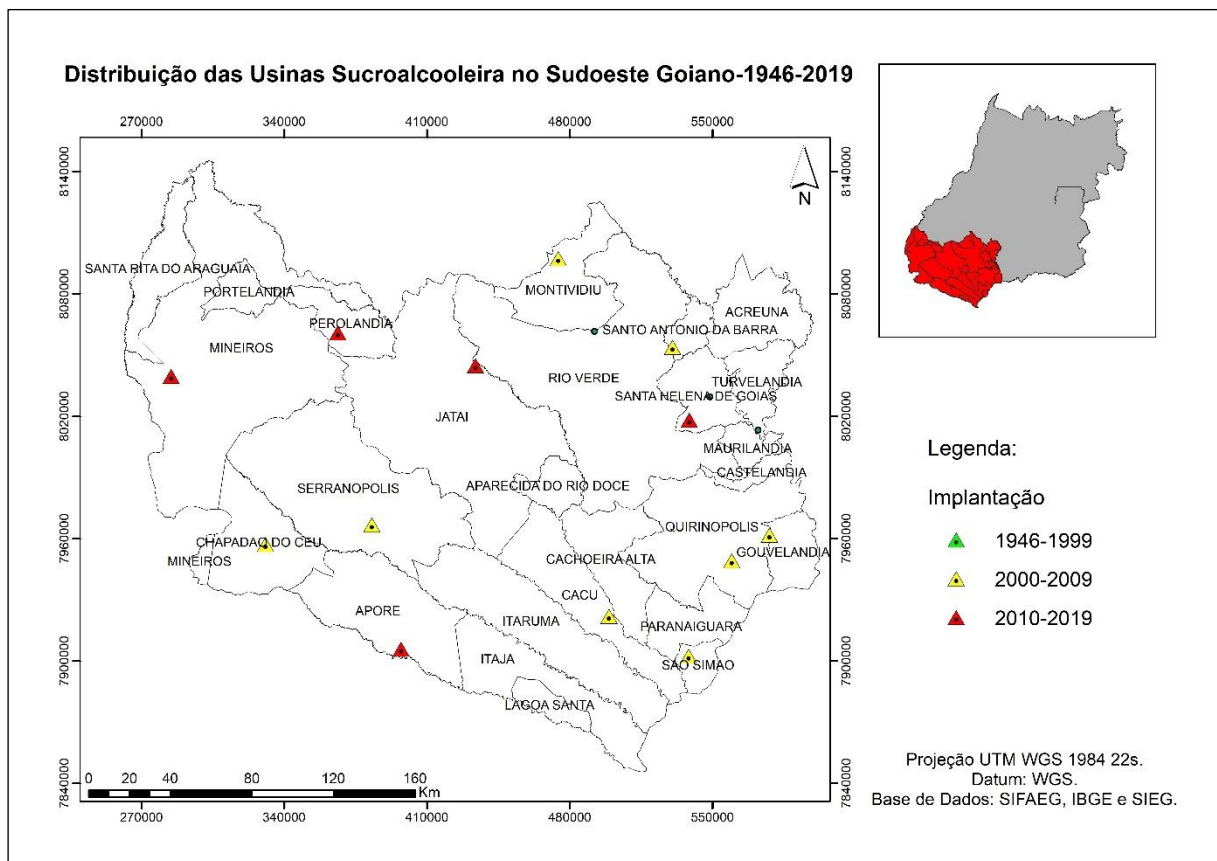 Distribuição das Usinas Sucroalcooleira no Sudoeste Goiano-1946-2019
270000 340000 410000 480000 550000
8140000 8140000
N
SANTA RITA DO ARAGUAIA
PORTELANDIA
MONTIVIDIU
8080000 8080000
ACREUNA
PEROLANDIA
SANTO ANTONIO DA BARRA
MINEIROS
RIO VERDE
TURVELANDIA
SANTA HELENA DE GOIAS
JATAI
8020000 8020000
MAURILANDIA
CASTELANDIA
SERRANOPOLIS
APARECIDA DO RIO DOCE
QUIRINOPOLIS
7960000 7960000
CHAPADAO DO CEU
GOUVELANDIA
MINEIROS
CACHOEIRA ALTA
CACU
APORE
ITARUMA
PARANAIGUARA
ITAJA
SAO SIMAO
7900000 7900000
LAGOA SANTA
0 20 40 80 120 160
Km
7840000 7840000
270000 340000 410000 480000 550000
Legenda:
Implantação
1946-1999
2000-2009
2010-2019
Projeção UTM WGS 1984 22s.
Datum: WGS.
Base de Dados: SIFAEG, IBGE e SIEG.